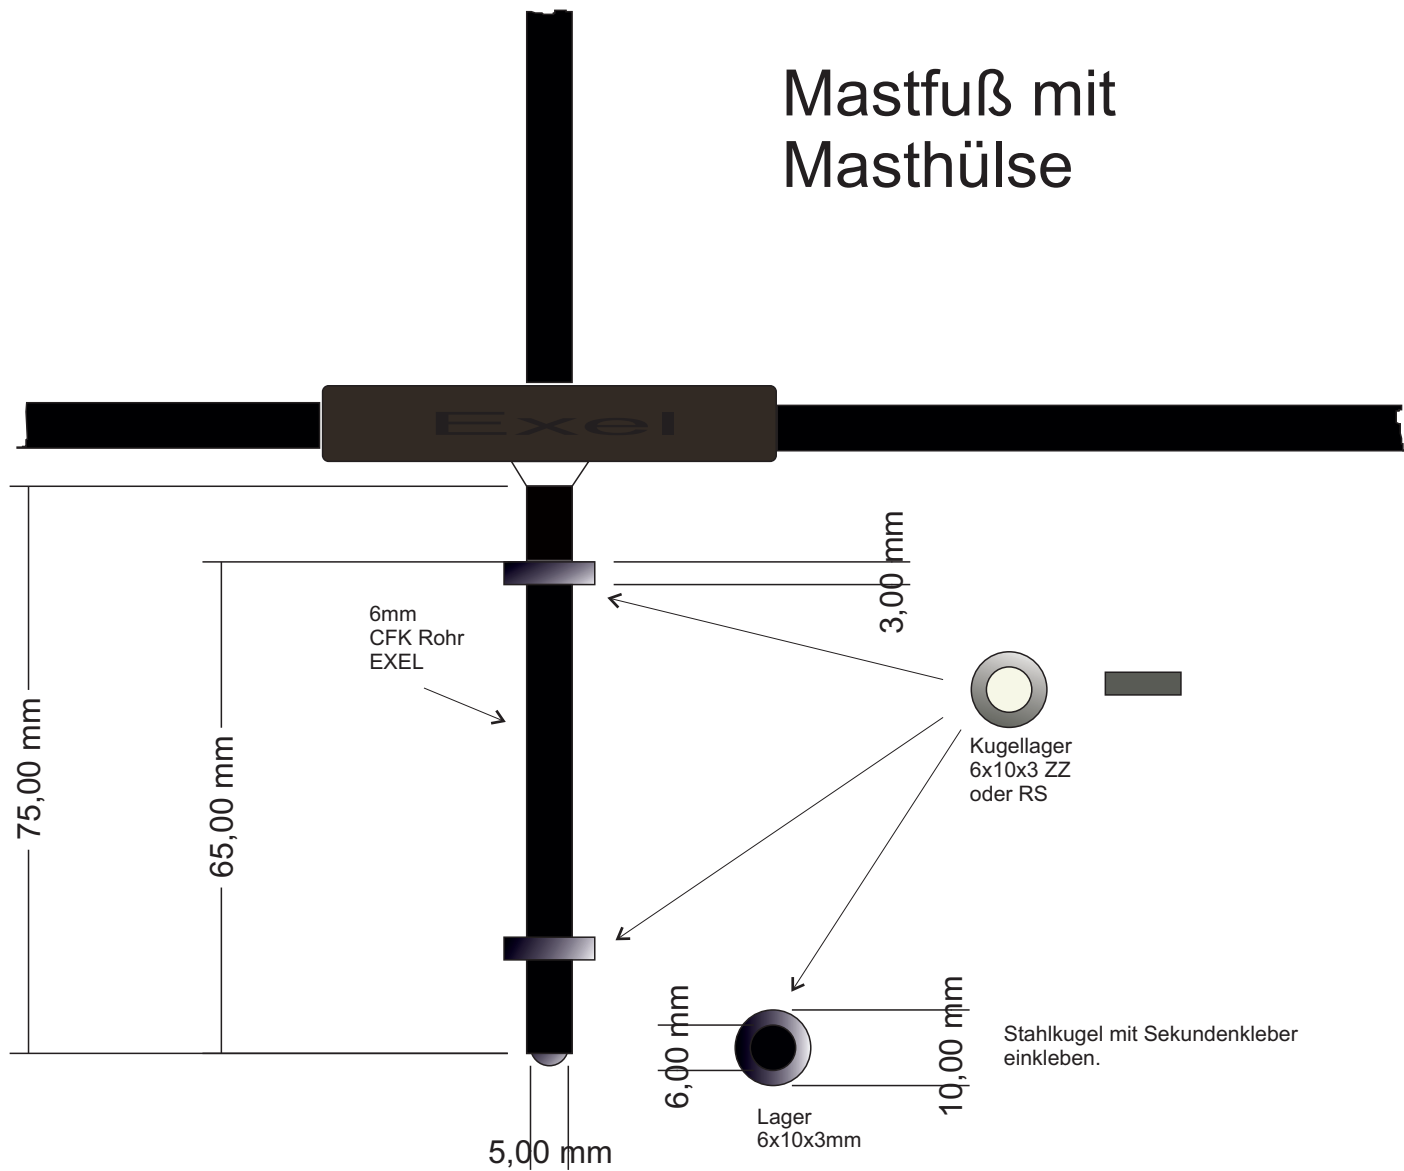 Mastfuß mit
Masthülse
Exel
3,00 mm
6mm
CFK Rohr
EXEL
75,00 mm
65,00 mm
Kugellager
6x10x3 ZZ
oder RS
6,00 mm
10,00 mm
Stahlkugel mit Sekundenkleber
einkleben.
Lager
6x10x3mm
5,00 mm